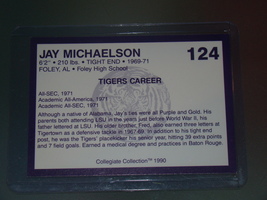 JAY MICHAELSON
124
6'2" • 210 lbs. • TIGHT END • 1969-71
FOLEY, AL • Foley High School
TIGERS CAREER
All-SEC, 1971
Academic All-America, 1971
Academic All-SEC, 1971
Although a native of Alabama, Jay's ties were all Purple and Gold. His
parents both attended LSU in the years just before World War II, his
father lettered at LSU. His older brother, Fred, also earned three letters at
Tigertown as a defensive tackle in 1967-69. In addition to his tight end
post, he was the Tigers' placekicker his senior year, hitting 39 extra points
and 7 field goals. Earned a medical degree and practices in Baton Rouge.
Collegiate Collection™ 1990